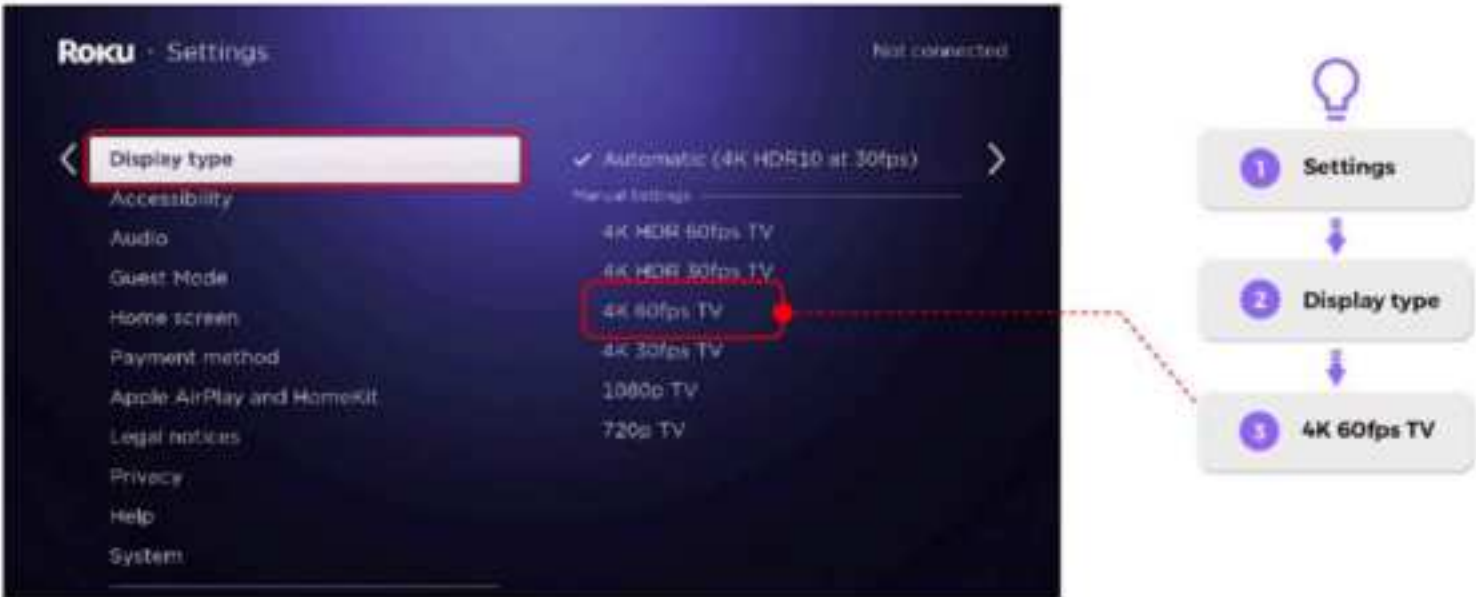 Roku · Settings
Not connected
Display type
Accessibility
Audio
Guest Mode
Home screen
Payment method
Apple AirPlay and HomeKit
Legal notices
Privacy
Help
System
Automatic (4K HDR10 at 30fps)
Manual Settings
4K HDR 60fps TV
4K HDR 30fps TV
4K 60fps TV
4K 30fps TV
1080p TV
720p TV
1 Settings
2 Display type
3 4K 60fps TV